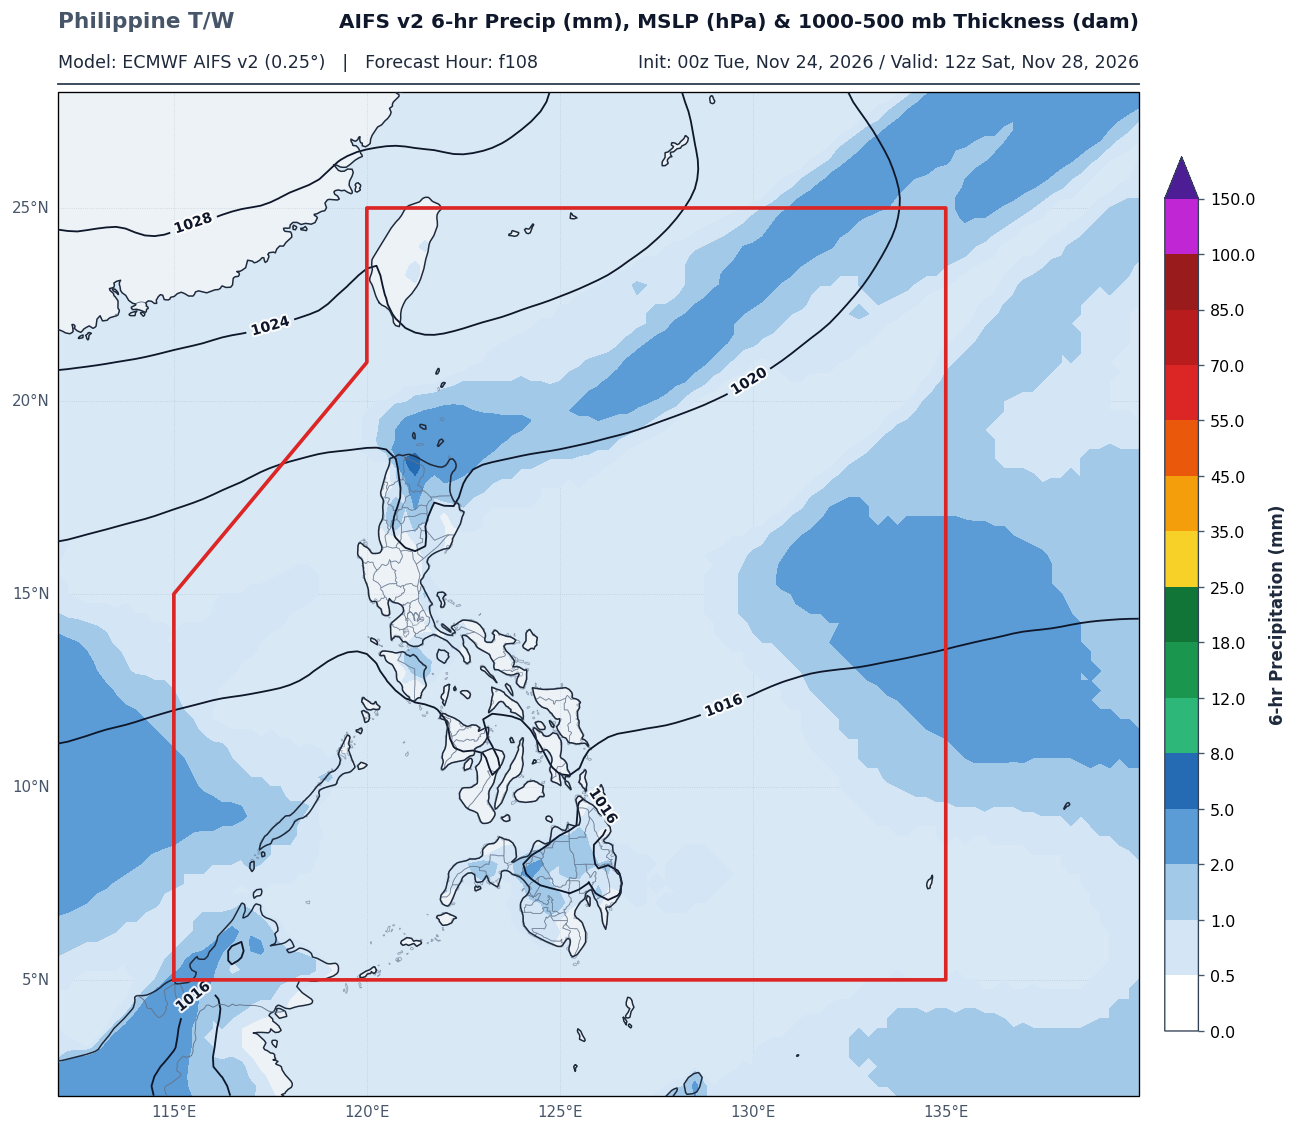 Philippine T/W
AIFS v2 6-hr Precip (mm), MSLP (hPa) & 1000-500 mb Thickness (dam)
Model: ECMWF AIFS v2 (0.25°) | Forecast Hour: f108
Init: 00z Tue, Nov 24, 2026 / Valid: 12z Sat, Nov 28, 2026
25°N
20°N
15°N
10°N
5°N
115°E
120°E
125°E
130°E
135°E
1028
1024
1020
1016
1016
1016
150.0
100.0
85.0
70.0
55.0
45.0
35.0
25.0
18.0
12.0
8.0
5.0
2.0
1.0
0.5
0.0
6-hr Precipitation (mm)